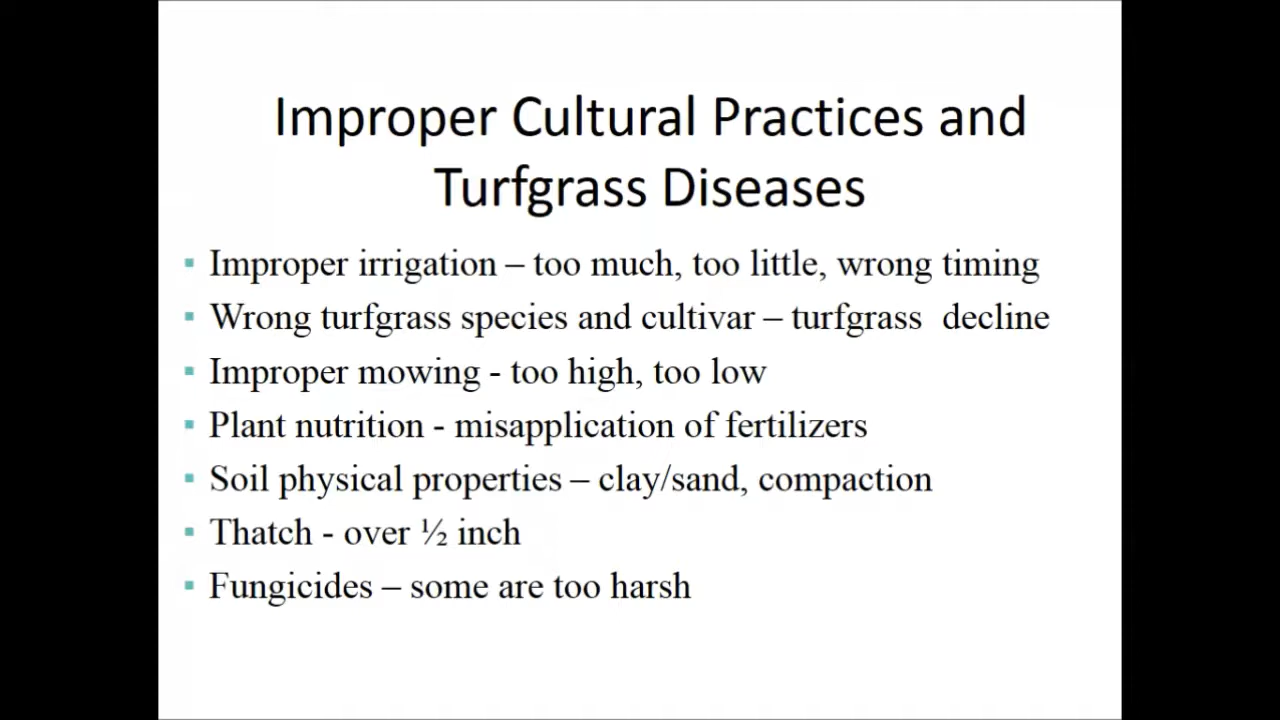 Improper Cultural Practices and
Turfgrass Diseases
▪ Improper irrigation – too much, too little, wrong timing
▪ Wrong turfgrass species and cultivar – turfgrass  decline
▪ Improper mowing - too high, too low
▪ Plant nutrition - misapplication of fertilizers
▪ Soil physical properties – clay/sand, compaction
▪ Thatch - over ½ inch
▪ Fungicides – some are too harsh